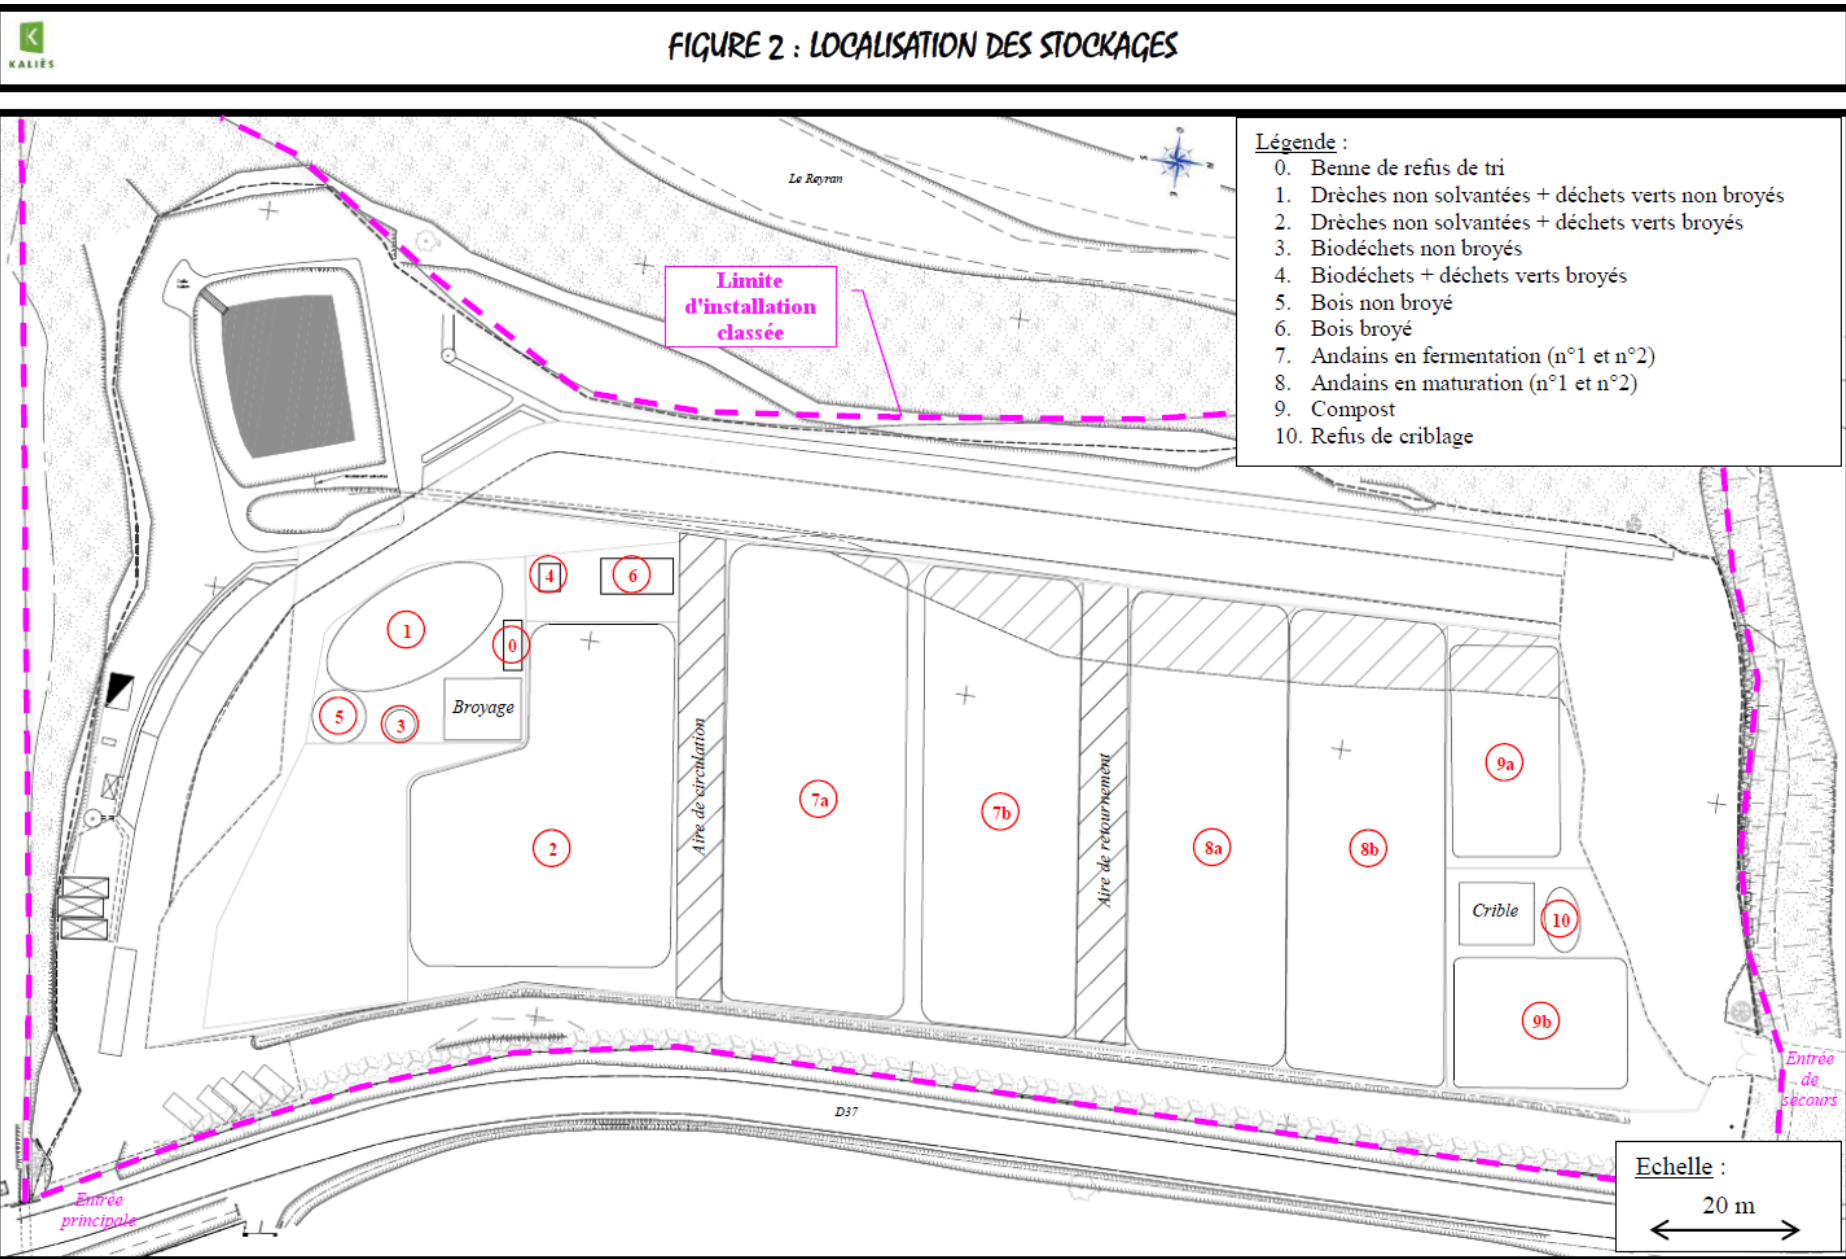 KALIÈS
FIGURE 2 : LOCALISATION DES STOCKAGES
Le Reyran
Limite
d'installation
classée
Légende :
0. Benne de refus de tri
1. Drèches non solvantées + déchets verts non broyés
2. Drèches non solvantées + déchets verts broyés
3. Biodéchets non broyés
4. Biodéchets + déchets verts broyés
5. Bois non broyé
6. Bois broyé
7. Andains en fermentation (n°1 et n°2)
8. Andains en maturation (n°1 et n°2)
9. Compost
10. Refus de criblage
4
6
1
0
5
3
Broyage
2
Aire de circulation
7a
7b
Aire de retournement
8a
8b
9a
Crible
10
9b
D37
Entrée
de
secours
Entrée
principale
Echelle :
20 m